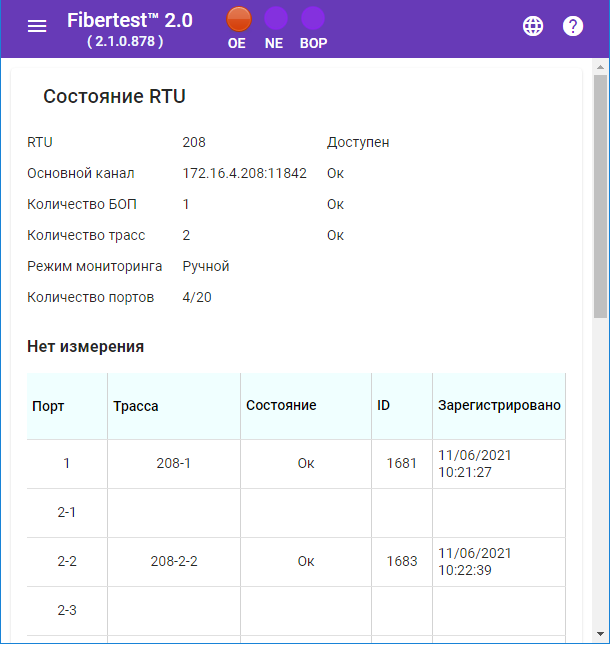 Fibertest™ 2.0
( 2.1.0.878 )
OE NE BOP
?
Состояние RTU
RTU 208 Доступен
Основной канал 172.16.4.208:11842 Ок
Количество БОП 1 Ок
Количество трасс 2 Ок
Режим мониторинга Ручной
Количество портов 4/20
Нет измерения
Порт Трасса Состояние ID Зарегистрировано
1 208-1 Ок 1681 11/06/2021
10:21:27
2-1
2-2 208-2-2 Ок 1683 11/06/2021
10:22:39
2-3